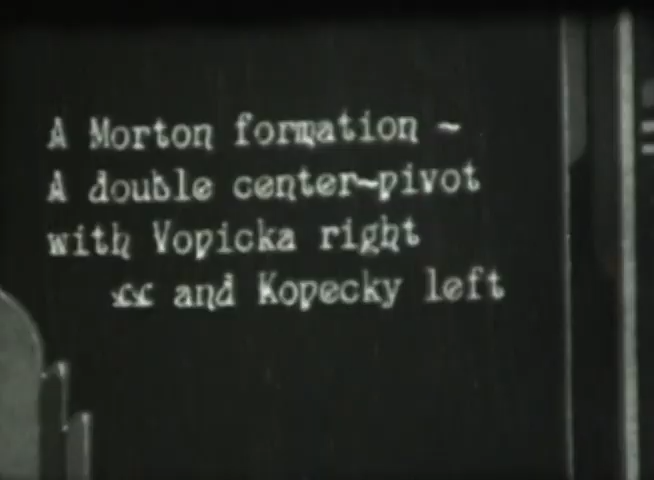 A Morton formation ~
A double center~pivot
with Vopicka right
and Kopecky left